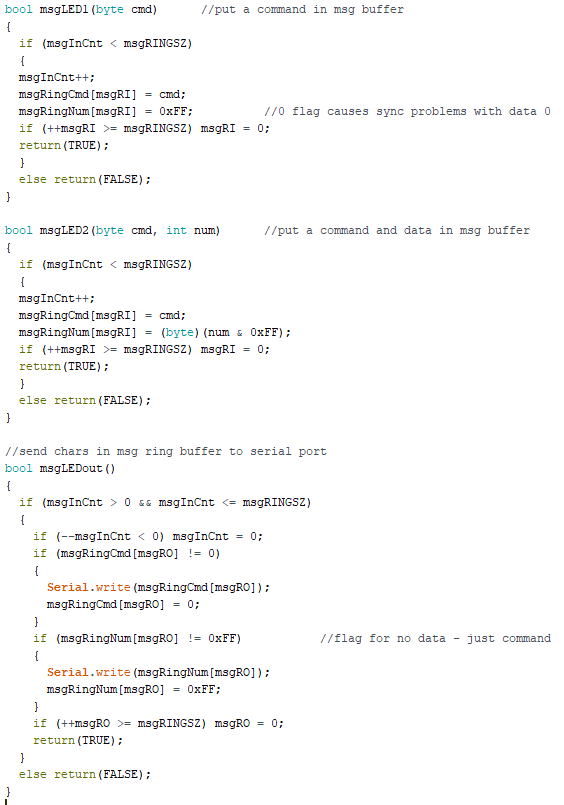 bool msgLED1(byte cmd)      //put a command in msg buffer
{
  if (msgInCnt < msgRINGSZ)
  {
  msgInCnt++;
  msgRingCmd[msgRI] = cmd;
  msgRingNum[msgRI] = 0xFF;          //0 flag causes sync problems with data 0
  if (++msgRI >= msgRINGSZ) msgRI = 0;
  return(TRUE);
  }
  else return(FALSE);
}

bool msgLED2(byte cmd, int num)      //put a command and data in msg buffer
{
  if (msgInCnt < msgRINGSZ)
  {
  msgInCnt++;
  msgRingCmd[msgRI] = cmd;
  msgRingNum[msgRI] = (byte)(num & 0xFF);
  if (++msgRI >= msgRINGSZ) msgRI = 0;
  return(TRUE);
  }
  else return(FALSE);
}

//send chars in msg ring buffer to serial port
bool msgLEDout()
{
  if (msgInCnt > 0 && msgInCnt <= msgRINGSZ)
  {
    if (--msgInCnt < 0) msgInCnt = 0;
    if (msgRingCmd[msgRO] != 0)
    {
      Serial.write(msgRingCmd[msgRO]);
      msgRingCmd[msgRO] = 0;
    }
    if (msgRingNum[msgRO] != 0xFF)           //flag for no data - just command
    {
      Serial.write(msgRingNum[msgRO]);
      msgRingNum[msgRO] = 0xFF;
    }
    if (++msgRO >= msgRINGSZ) msgRO = 0;
    return(TRUE);
  }
  else return(FALSE);
}